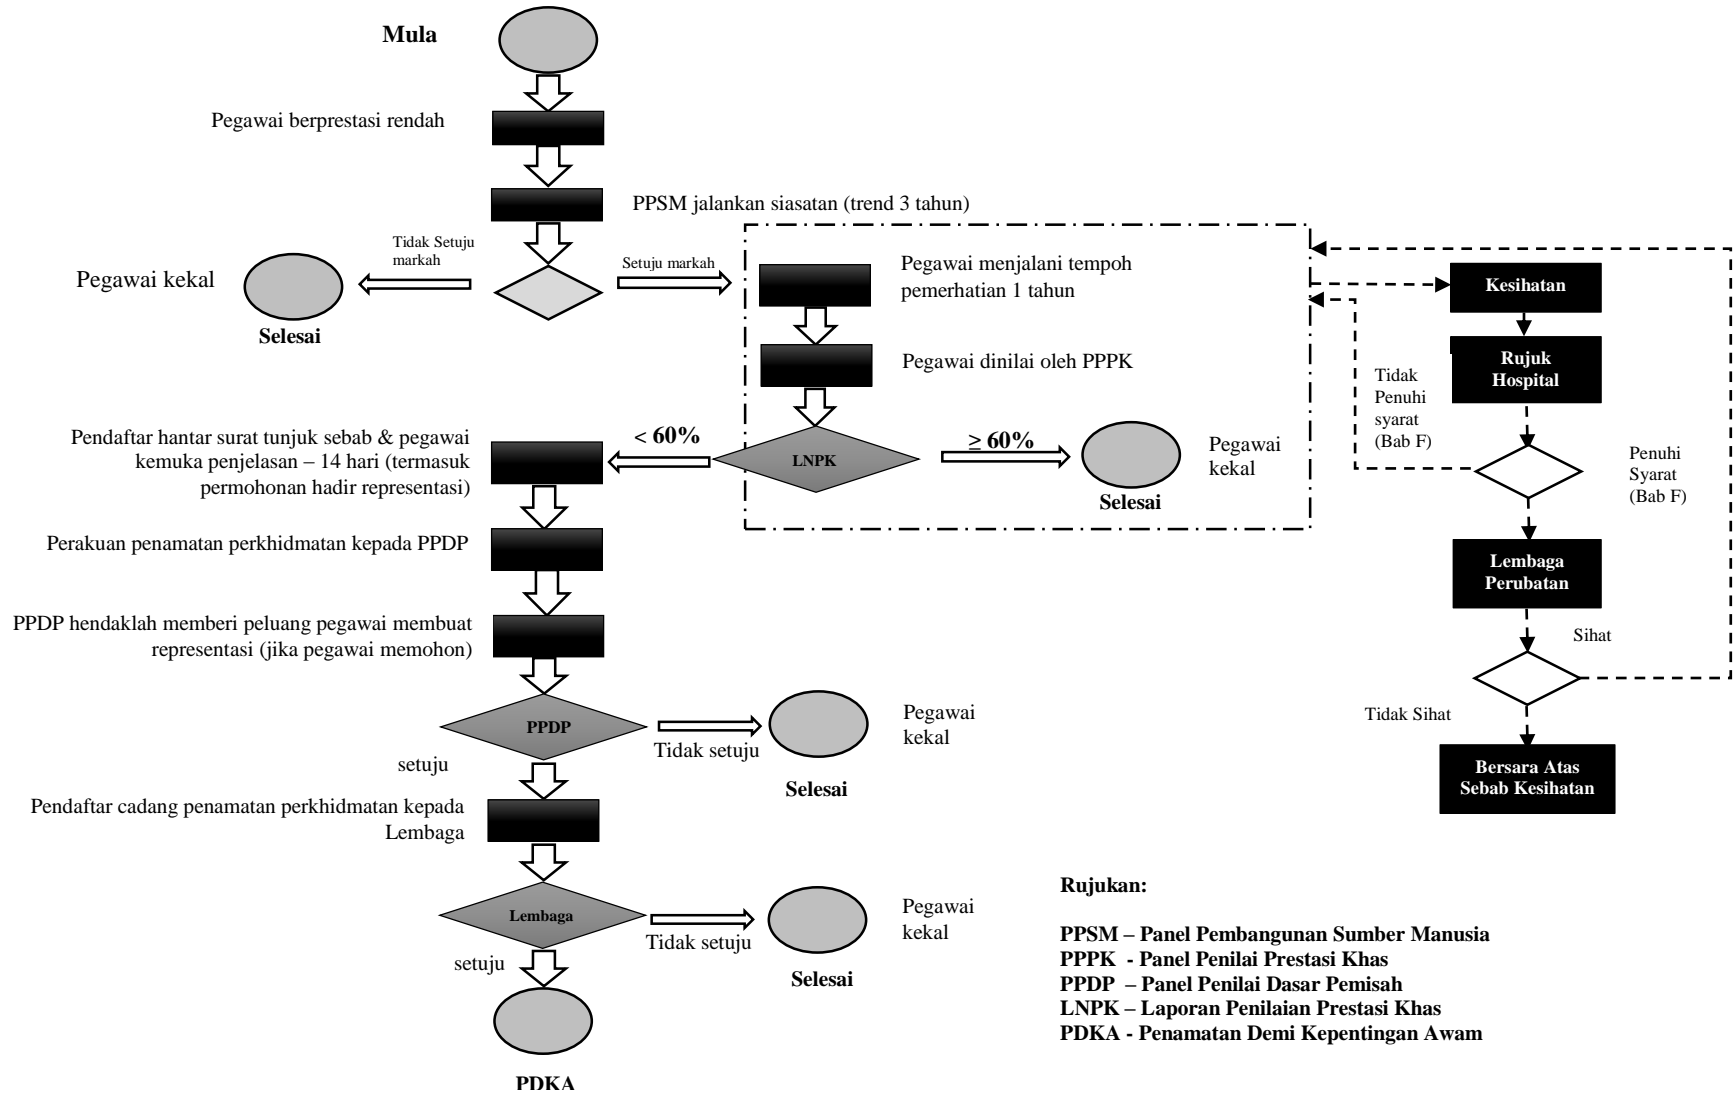 Mula
Pegawai berprestasi rendah
PPSM jalankan siasatan (trend 3 tahun)
Tidak Setuju
markah
Setuju markah
Pegawai kekal
Selesai
Pegawai menjalani tempoh
pemerhatian 1 tahun
Pegawai dinilai oleh PPPK
LNPK
< 60%
≥ 60%
Pegawai
kekal
Selesai
Kesihatan
Rujuk
Hospital
Tidak
Penuhi
syarat
(Bab F)
Penuhi
Syarat
(Bab F)
Lembaga
Perubatan
Sihat
Tidak Sihat
Bersara Atas
Sebab Kesihatan
Pendaftar hantar surat tunjuk sebab & pegawai
kemuka penjelasan – 14 hari (termasuk
permohonan hadir representasi)
Perakuan penamatan perkhidmatan kepada PPDP
PPDP hendaklah memberi peluang pegawai membuat
representasi (jika pegawai memohon)
PPDP
Tidak setuju
Pegawai
kekal
Selesai
setuju
Pendaftar cadang penamatan perkhidmatan kepada
Lembaga
Lembaga
Tidak setuju
Pegawai
kekal
Selesai
setuju
PDKA
Rujukan:
PPSM – Panel Pembangunan Sumber Manusia
PPPK - Panel Penilai Prestasi Khas
PPDP – Panel Penilai Dasar Pemisah
LNPK – Laporan Penilaian Prestasi Khas
PDKA - Penamatan Demi Kepentingan Awam